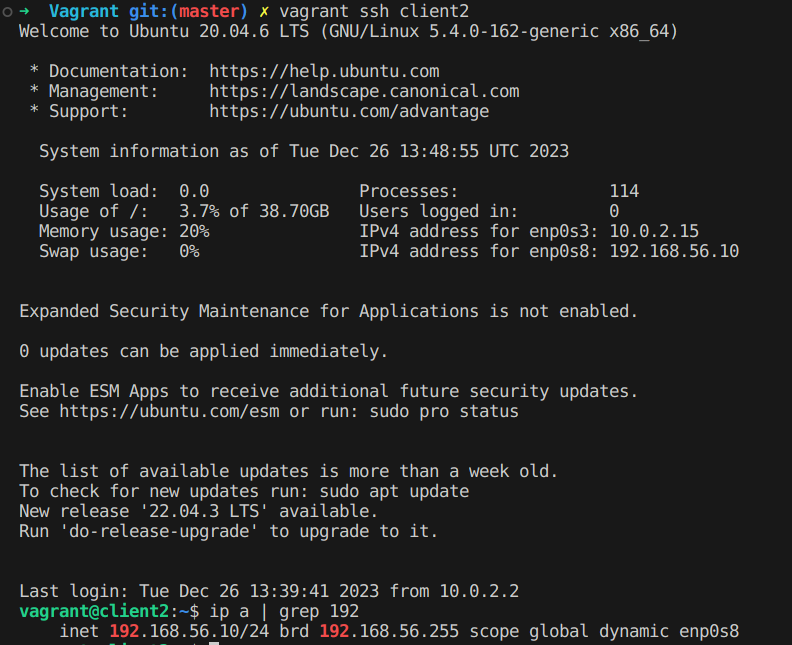 ○ ➜  Vagrant git:(master) ✗ vagrant ssh client2
Welcome to Ubuntu 20.04.6 LTS (GNU/Linux 5.4.0-162-generic x86_64)

 * Documentation:  https://help.ubuntu.com
 * Management:     https://landscape.canonical.com
 * Support:        https://ubuntu.com/advantage

  System information as of Tue Dec 26 13:48:55 UTC 2023

  System load:  0.0                Processes:               114
  Usage of /:   3.7% of 38.70GB   Users logged in:         0
  Memory usage: 20%               IPv4 address for enp0s3: 10.0.2.15
  Swap usage:   0%                IPv4 address for enp0s8: 192.168.56.10

Expanded Security Maintenance for Applications is not enabled.

0 updates can be applied immediately.

Enable ESM Apps to receive additional future security updates.
See https://ubuntu.com/esm or run: sudo pro status

The list of available updates is more than a week old.
To check for new updates run: sudo apt update
New release '22.04.3 LTS' available.
Run 'do-release-upgrade' to upgrade to it.

Last login: Tue Dec 26 13:39:41 2023 from 10.0.2.2
vagrant@client2:~$ ip a | grep 192
    inet 192.168.56.10/24 brd 192.168.56.255 scope global dynamic enp0s8